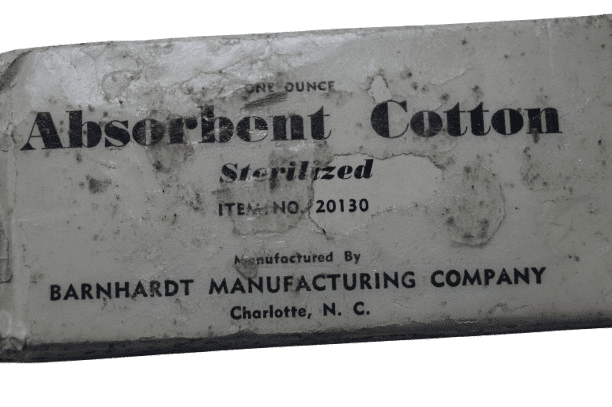 ONE OUNCE
Absorbent Cotton
Sterilized
ITEM NO. 20130
Manufactured By
BARNHARDT MANUFACTURING COMPANY
Charlotte, N. C.